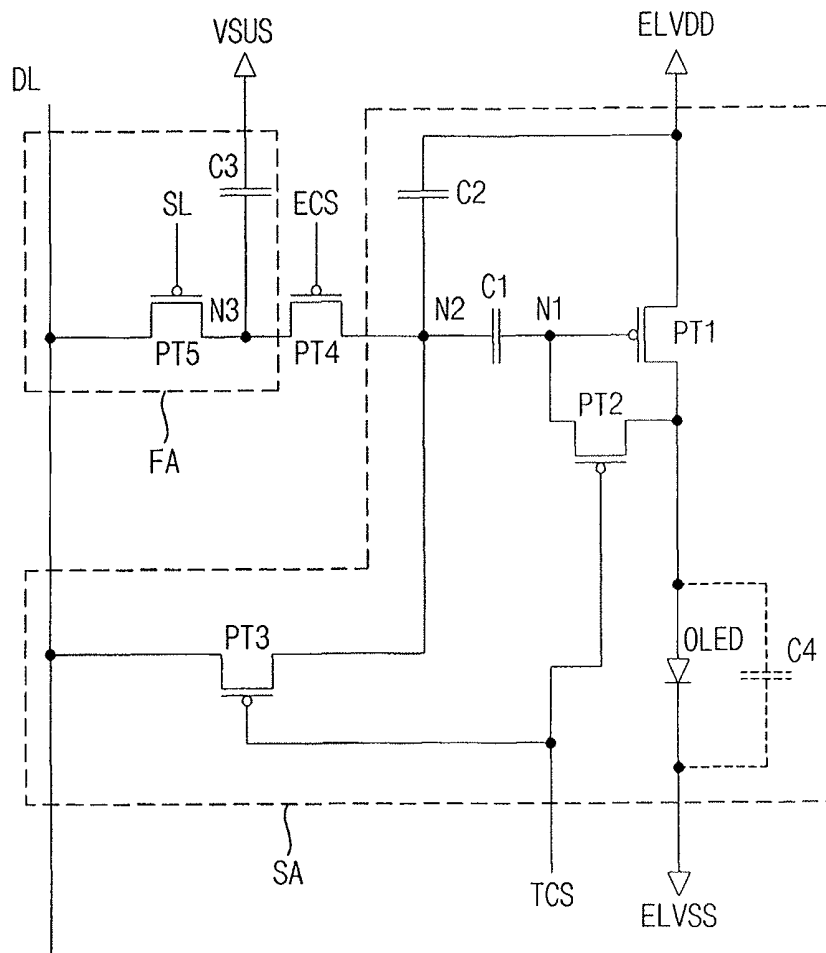 VSUS
ELVDD
DL
C3
SL
ECS
C2
N3
N2
C1
N1
PT5
PT4
PT1
PT2
FA
PT3
OLED
C4
SA
TCS
ELVSS